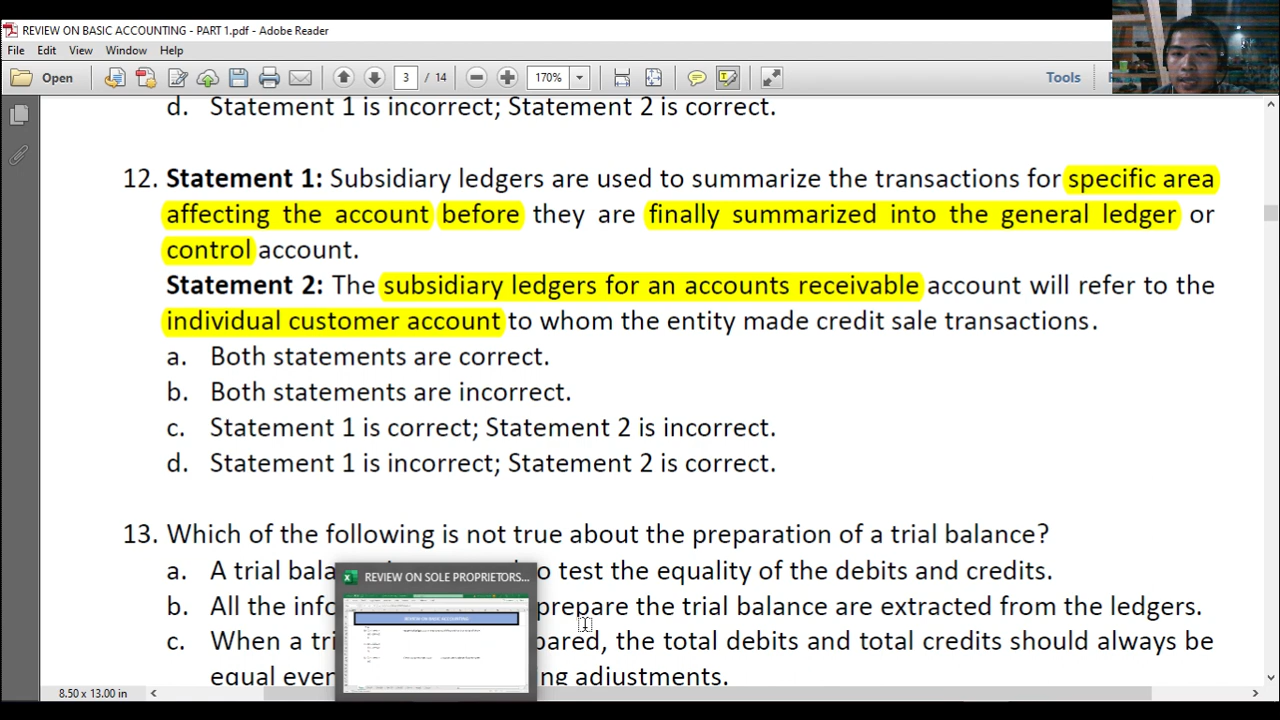 REVIEW ON BASIC ACCOUNTING - PART 1.pdf - Adobe Reader
File Edit View Window Help
Open 3 / 14 170% Tools
d. Statement 1 is incorrect; Statement 2 is correct.
12. Statement 1: Subsidiary ledgers are used to summarize the transactions for specific area
affecting the account before they are finally summarized into the general ledger or
control account.
Statement 2: The subsidiary ledgers for an accounts receivable account will refer to the
individual customer account to whom the entity made credit sale transactions.
a. Both statements are correct.
b. Both statements are incorrect.
c. Statement 1 is correct; Statement 2 is incorrect.
d. Statement 1 is incorrect; Statement 2 is correct.
13. Which of the following is not true about the preparation of a trial balance?
a. A trial bala o test the equality of the debits and credits.
b. All the info prepare the trial balance are extracted from the ledgers.
c. When a tri pared, the total debits and total credits should always be
equal even ng adjustments.
REVIEW ON SOLE PROPRIETORS...
REVIEW ON BASIC ACCOUNTING
8.50 x 13.00 in